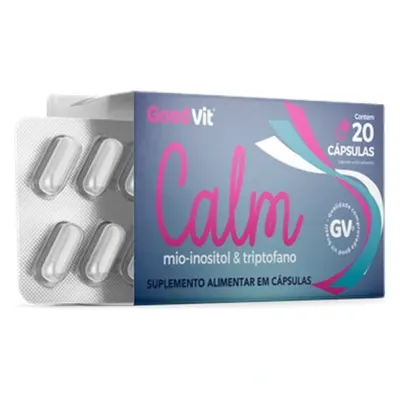 GoodVit®
Contém
20
CÁPSULAS
Calm
GV®
mio-inositol & triptofano
SUPLEMENTO ALIMENTAR EM CÁPSULAS